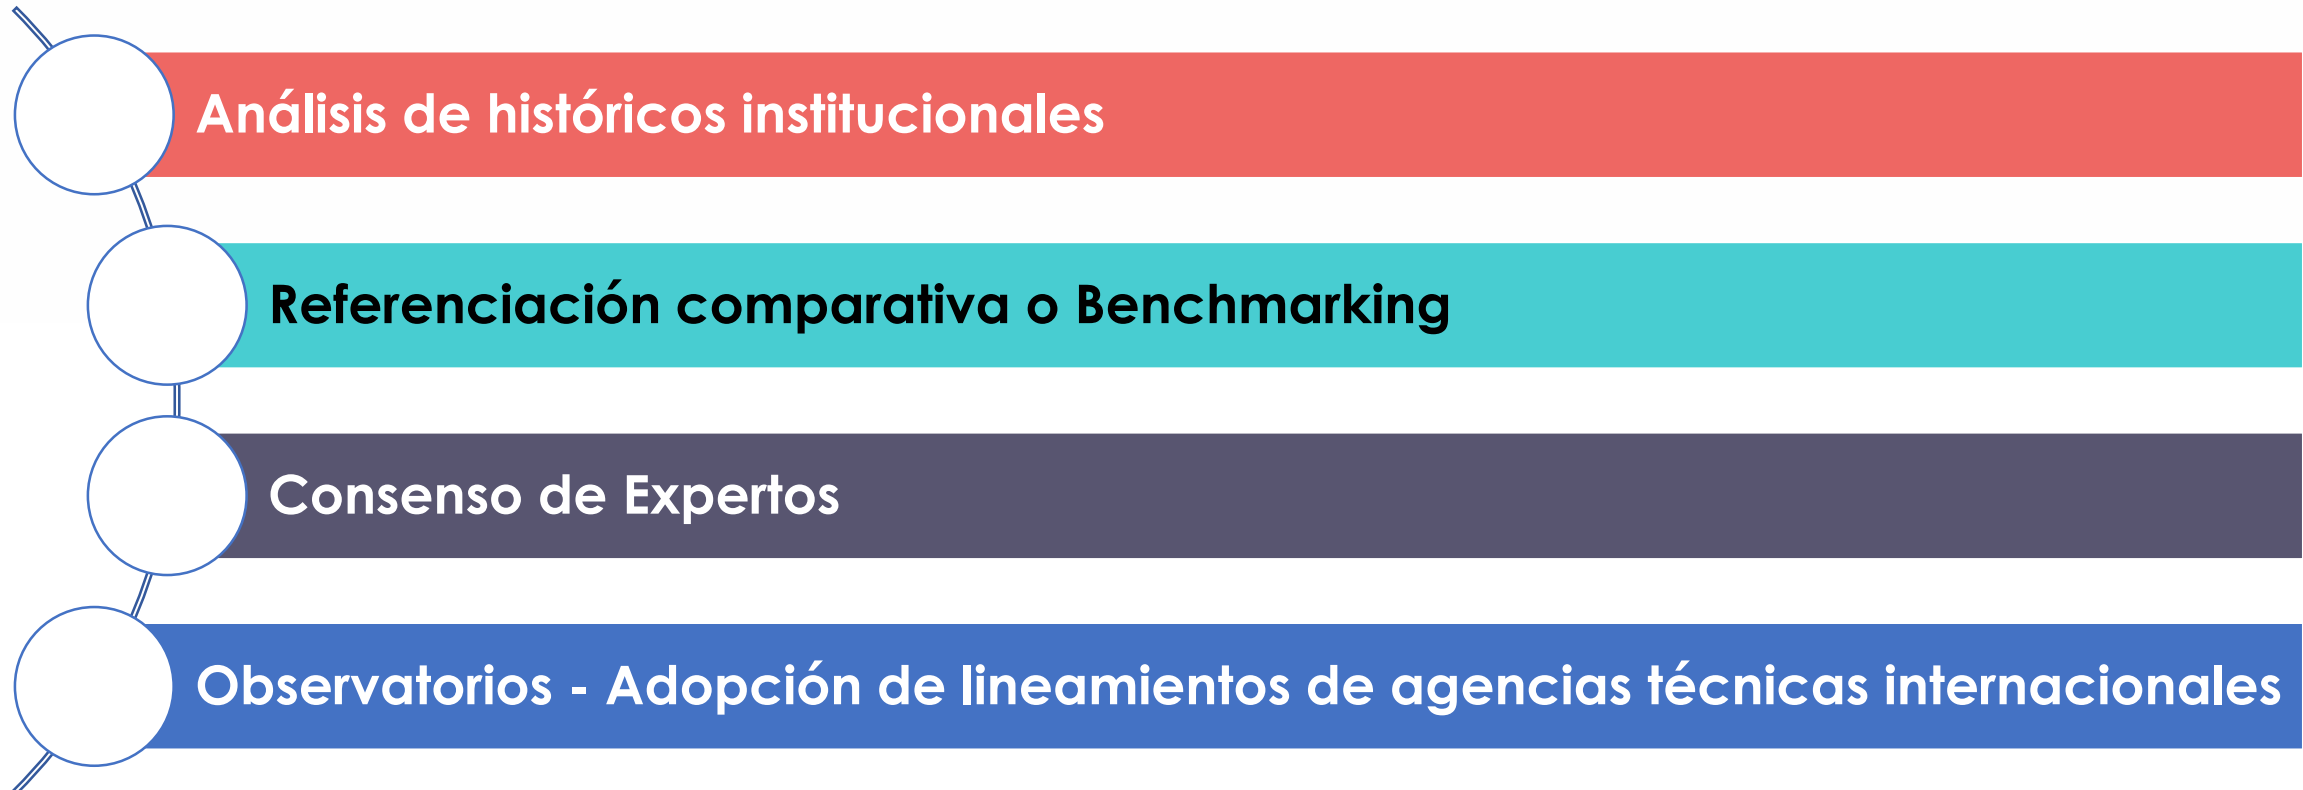 Análisis de históricos institucionales
Referenciación comparativa o Benchmarking
Consenso de Expertos
Observatorios - Adopción de lineamientos de agencias técnicas internacionales